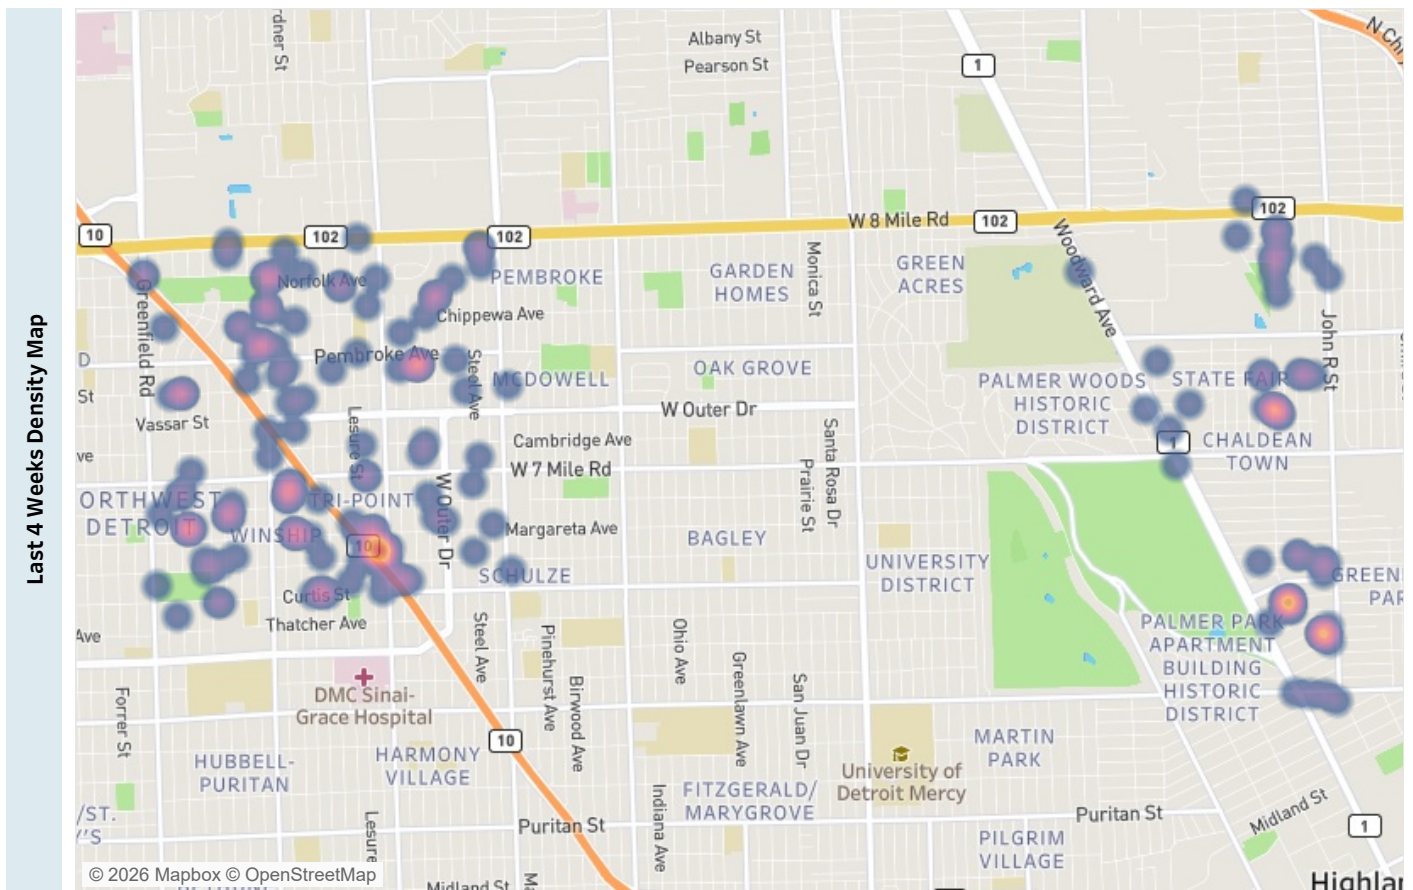 Last 4 Weeks Density Map
Albany St
Pearson St
1
10
102
102
W 8 Mile Rd
102
102
Woodward Ave
Norfolk Ave
PEMBROKE
GARDEN
HOMES
Monica St
GREEN
ACRES
Greenfield Rd
Chippewa Ave
John R St
Pembroke Ave
Steel Ave
MCDOWELL
OAK GROVE
D
St
PALMER WOODS
HISTORIC
DISTRICT
STATE FAIR
Vassar St
Lesure St
W Outer Dr
Cambridge Ave
W 7 Mile Rd
Santa Rosa Dr
Prairie St
1
CHALDEAN
TOWN
ve
ORTHWEST
DETROIT
TRI-POINT
WINSHIP
W Outer Dr
Margareta Ave
BAGLEY
10
UNIVERSITY
DISTRICT
SCHULZE
Curtis St
Thatcher Ave
Ave
Steel Ave
Pinehurst Ave
Birwood Ave
Ohio Ave
Greenlawn Ave
San Juan Dr
PALMER PARK
APARTMENT
BUILDING
HISTORIC
DISTRICT
DMC Sinai-
Grace Hospital
Forrer St
10
HUBBELL-
PURITAN
HARMONY
VILLAGE
MARTIN
PARK
University of
Detroit Mercy
FITZGERALD/
MARYGROVE
Indiana Ave
Puritan St
Puritan St
Midland St
1
/ST.
Lesure
PILGRIM
VILLAGE
Midland St
© 2026 Mapbox © OpenStreetMap